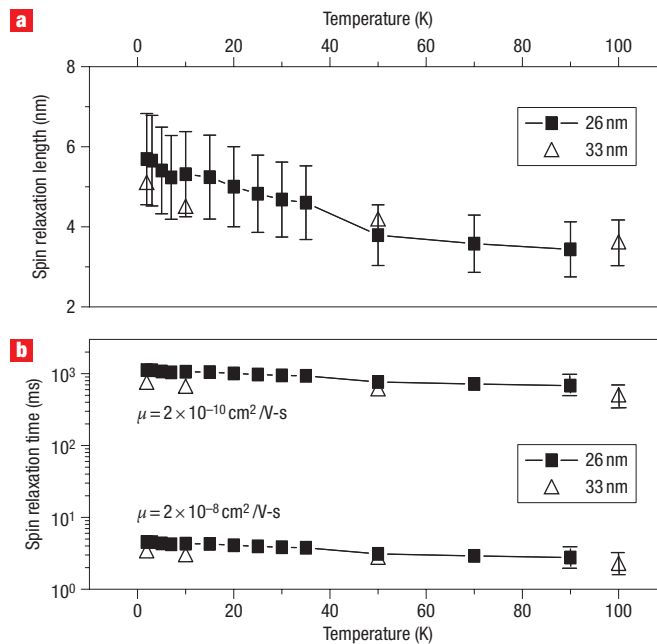 a
Temperature (K)
0 20 40 60 80 100
8
6
4
2
Spin relaxation length (nm)
26 nm
33 nm
b
10³
10²
10¹
10⁰
Spin relaxation time (ms)
μ = 2 × 10⁻¹⁰ cm² /V-s
μ = 2 × 10⁻⁸ cm² /V-s
26 nm
33 nm
0 20 40 60 80 100
Temperature (K)